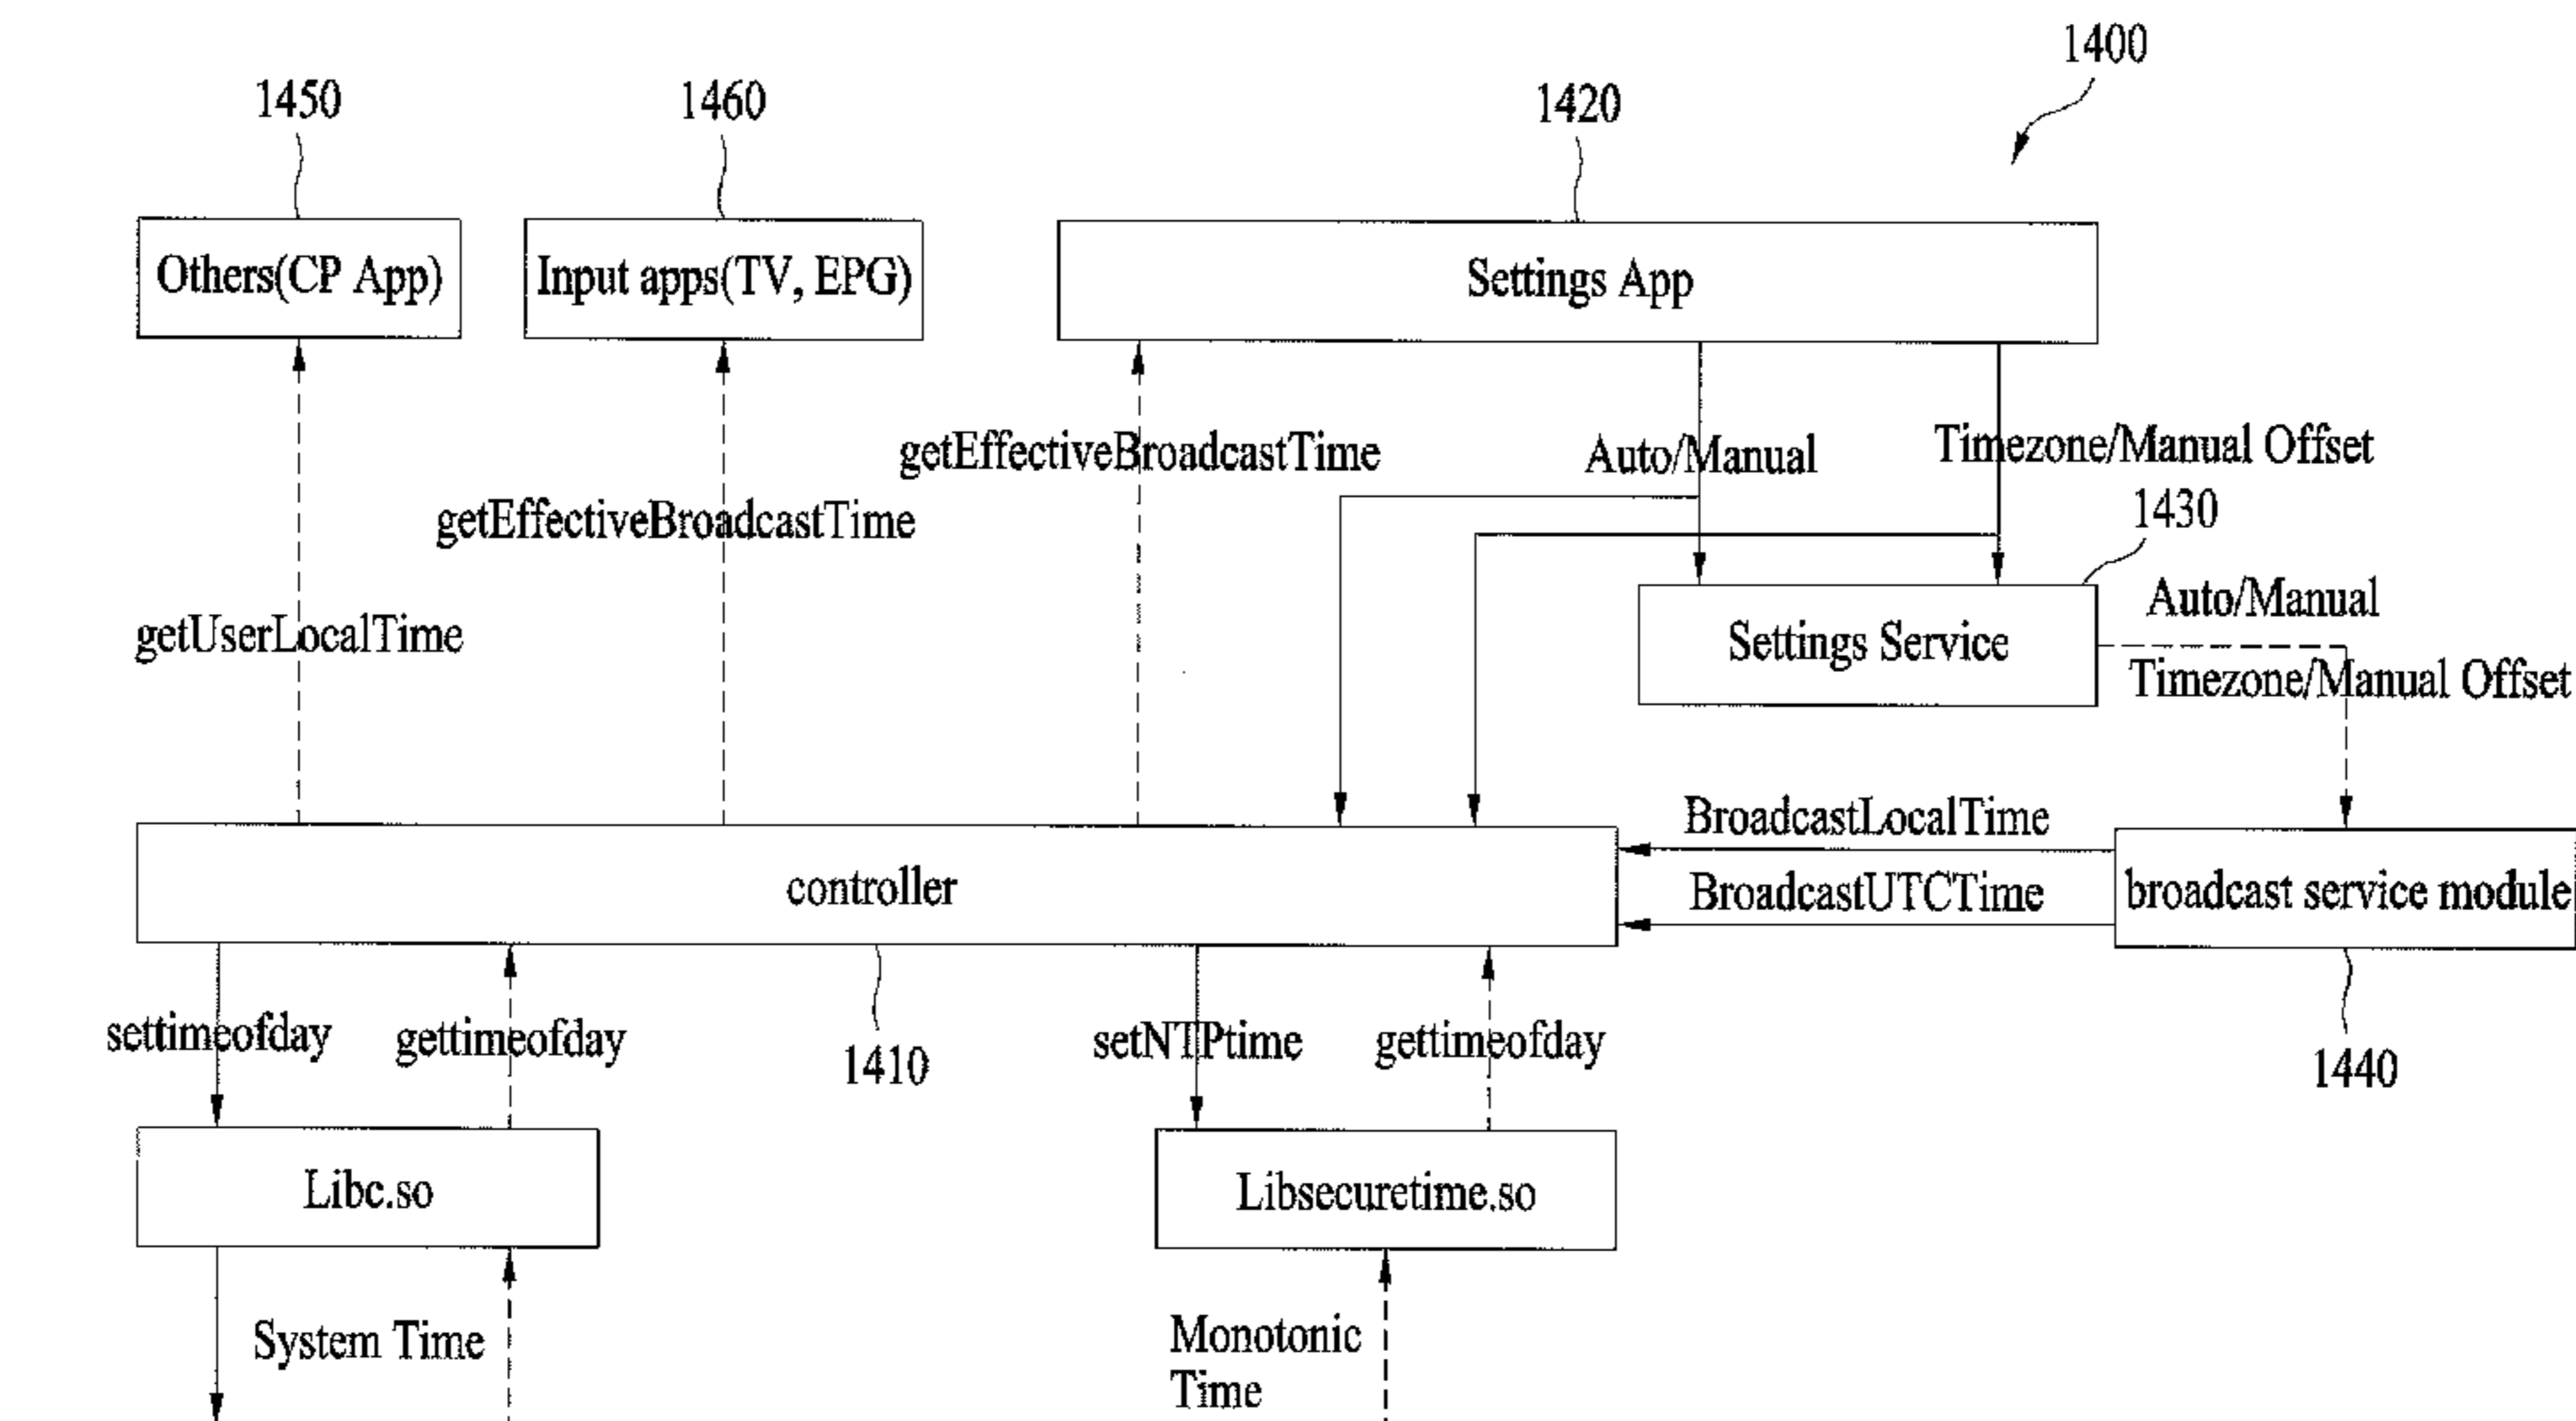 1400
1450
1460
1420
Others(CP App)
Input apps(TV, EPG)
Settings App
getEffectiveBroadcastTime
Auto/Manual
Timezone/Manual Offset
getEffectiveBroadcastTime
1430
Auto/Manual
getUserLocalTime
Settings Service
Timezone/Manual Offset
BroadcastLocalTime
controller
BroadcastUTCTime
broadcast service module
settimeofday
gettimeofday
1410
setNTPtime
gettimeofday
1440
Libc.so
Libsecuretime.so
System Time
Monotonic
Time